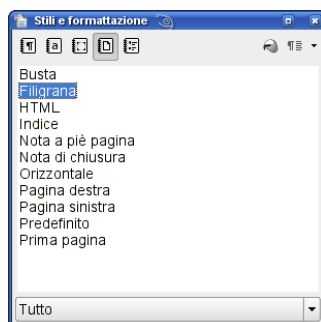 Stili e formattazione
Busta
Filigrana
HTML
Indice
Nota a piè pagina
Nota di chiusura
Orizzontale
Pagina destra
Pagina sinistra
Predefinito
Prima pagina
Tutto